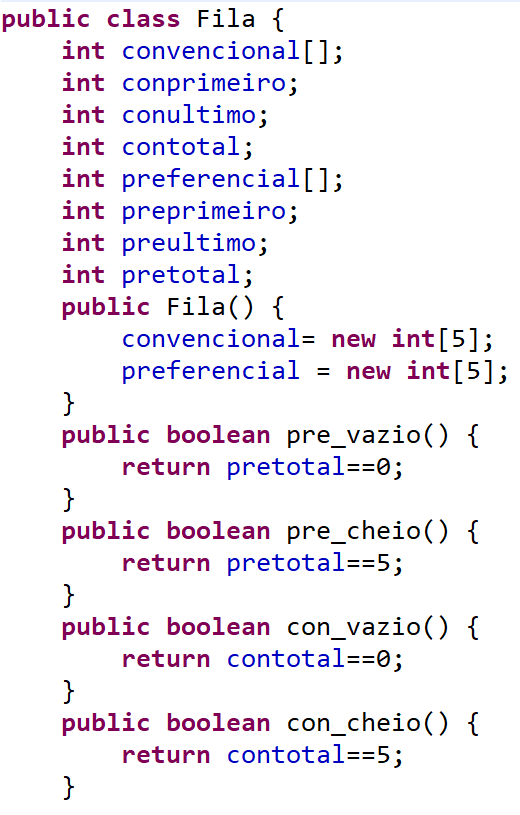 public class Fila {
    int convencional[];
    int conprimeiro;
    int conultimo;
    int contotal;
    int preferencial[];
    int preprimeiro;
    int preultimo;
    int pretotal;
    public Fila() {
        convencional= new int[5];
        preferencial = new int[5];
    }
    public boolean pre_vazio() {
        return pretotal==0;
    }
    public boolean pre_cheio() {
        return pretotal==5;
    }
    public boolean con_vazio() {
        return contotal==0;
    }
    public boolean con_cheio() {
        return contotal==5;
    }